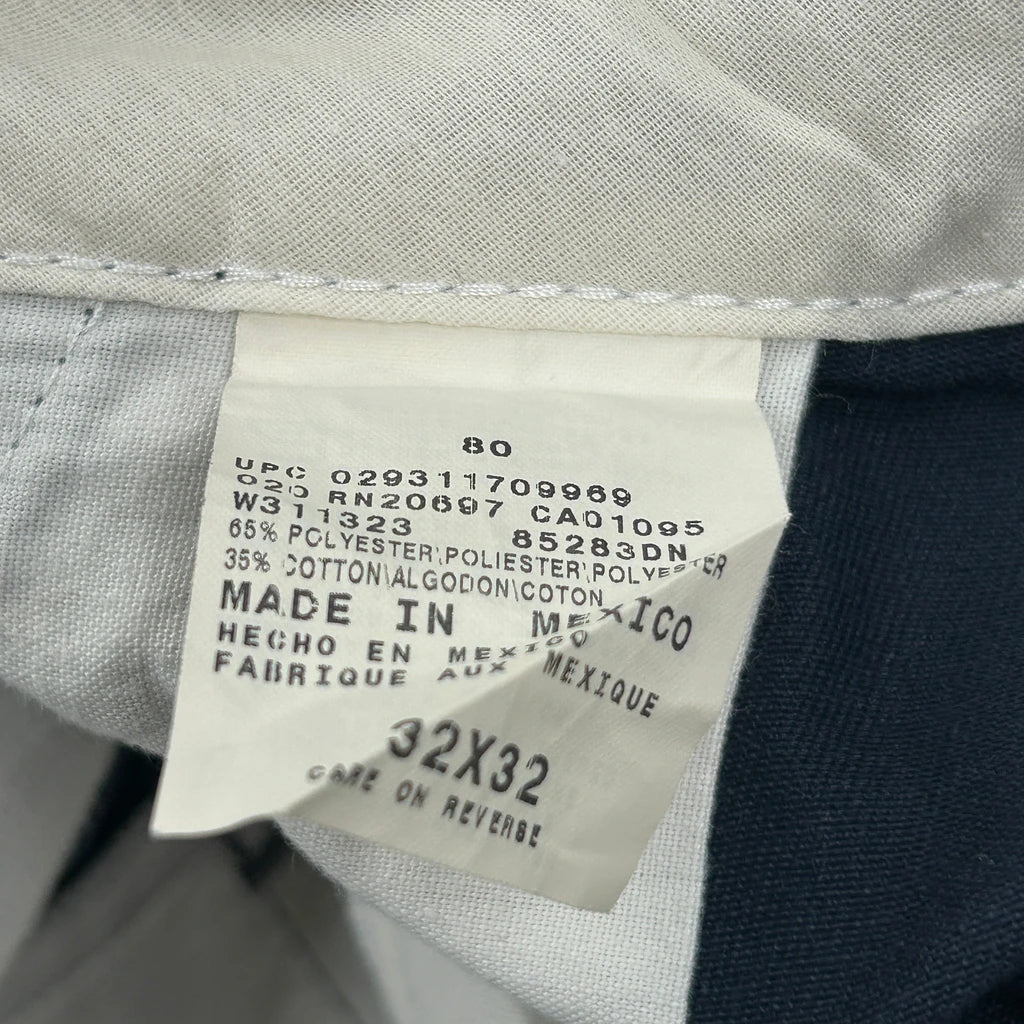 80
UPC 029311709969
020 RN20697 CA01095
W311323 85283DN
65% POLYESTER\POLIESTER\POLYESTER
35% COTTON\ALGODON\COTON
MADE IN MEXICO
HECHO EN MEXICO
FABRIQUE AUX MEXIQUE
32X32
CARE ON REVERSE